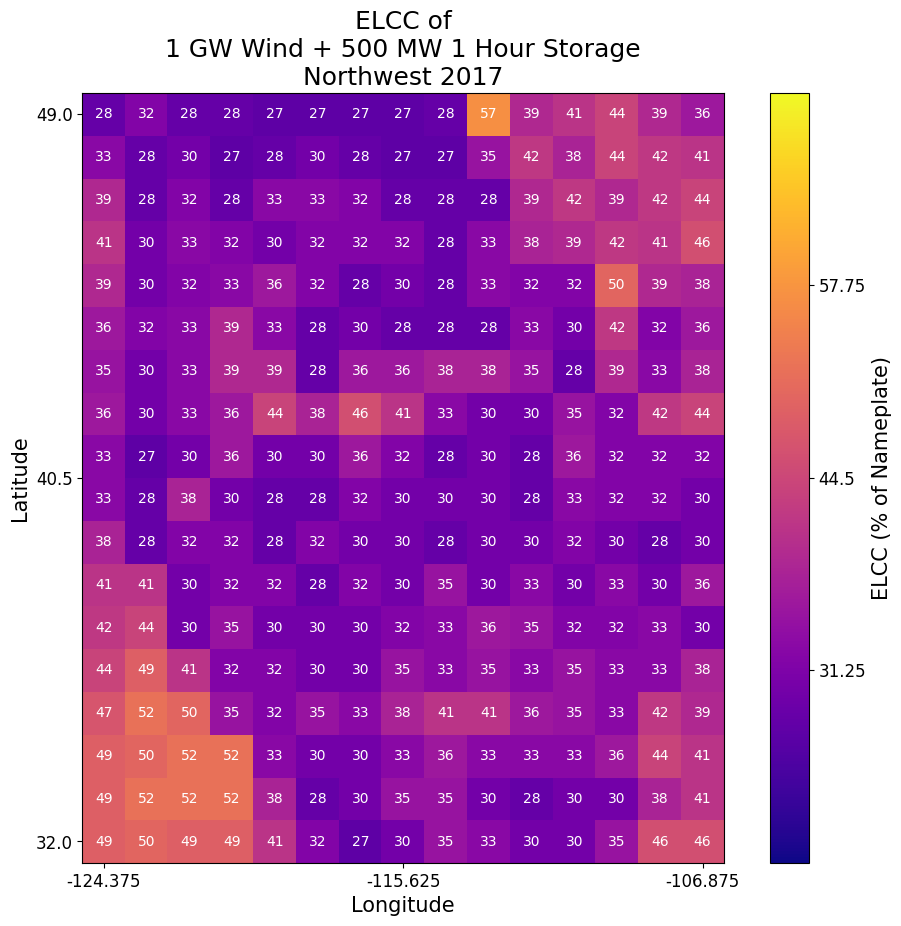 ELCC of
1 GW Wind + 500 MW 1 Hour Storage
Northwest 2017
49.0 28 32 28 28 27 27 27 27 28 57 39 41 44 39 36
33 28 30 27 28 30 28 27 27 35 42 38 44 42 41
39 28 32 28 33 33 32 28 28 28 39 42 39 42 44
41 30 33 32 30 32 32 32 28 33 38 39 42 41 46
39 30 32 33 36 32 28 30 28 33 32 32 50 39 38
57.75
36 32 33 39 33 28 30 28 28 28 33 30 42 32 36
35 30 33 39 39 28 36 36 38 38 35 28 39 33 38
36 30 33 36 44 38 46 41 33 30 30 35 32 42 44
33 27 30 36 30 30 36 32 28 30 28 36 32 32 32
40.5
44.5
33 28 38 30 28 28 32 30 30 30 28 33 32 32 30
38 28 32 32 28 32 30 30 28 30 30 32 30 28 30
41 41 30 32 32 28 32 30 35 30 33 30 33 30 36
42 44 30 35 30 30 30 32 33 36 35 32 32 33 30
44 49 41 32 32 30 30 35 33 35 33 35 33 33 38
31.25
47 52 50 35 32 35 33 38 41 41 36 35 33 42 39
49 50 52 52 33 30 30 33 36 33 33 33 36 44 41
49 52 52 52 38 28 30 35 35 30 28 30 30 38 41
32.0 49 50 49 49 41 32 27 30 35 33 30 30 35 46 46
-124.375 -115.625 -106.875
Longitude
Latitude
ELCC (% of Nameplate)